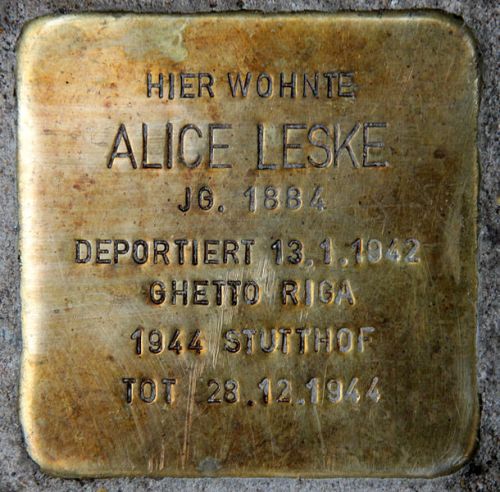 HIER WOHNTE
ALICE LESKE
JG. 1884
DEPORTIERT 13.1.1942
GHETTO RIGA
1944 STUTTHOF
TOT 28.12.1944